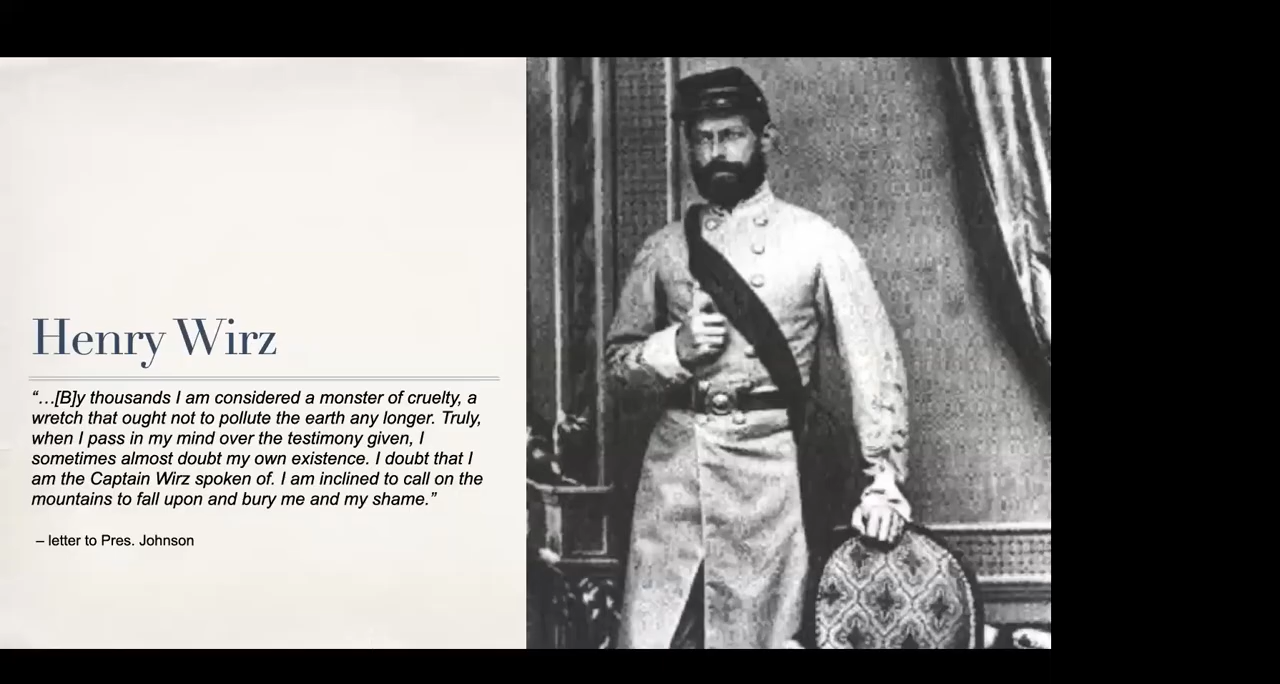 Henry Wirz
“…[B]y thousands I am considered a monster of cruelty, a
wretch that ought not to pollute the earth any longer. Truly,
when I pass in my mind over the testimony given, I
sometimes almost doubt my own existence. I doubt that I
am the Captain Wirz spoken of. I am inclined to call on the
mountains to fall upon and bury me and my shame.”
– letter to Pres. Johnson